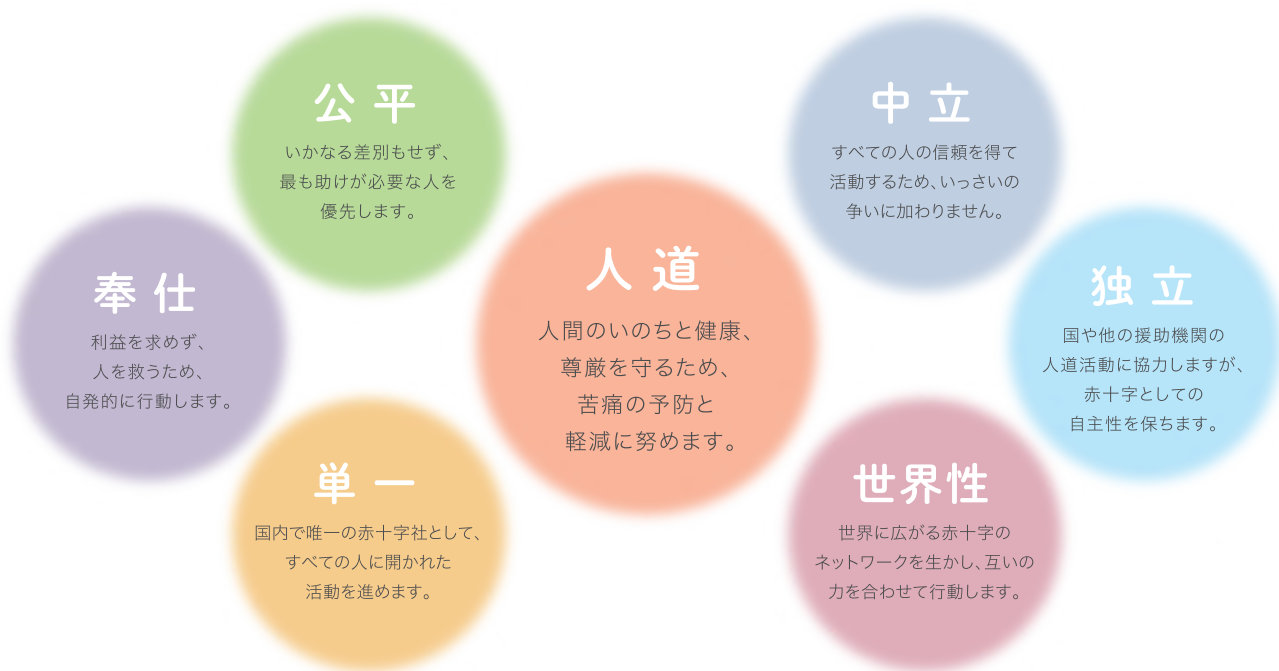 公平
いかなる差別もせず、
最も助けが必要な人を
優先します。
中立
すべての人の信頼を得て
活動するため、いっさいの
争いに加わりません。
奉仕
利益を求めず、
人を救うため、
自発的に行動します。
人道
人間のいのちと健康、
尊厳を守るため、
苦痛の予防と
軽減に努めます。
独立
国や他の援助機関の
人道活動に協力しますが、
赤十字としての
自主性を保ちます。
単一
国内で唯一の赤十字社として、
すべての人に開かれた
活動を進めます。
世界性
世界に広がる赤十字の
ネットワークを生かし、互いの
力を合わせて行動します。